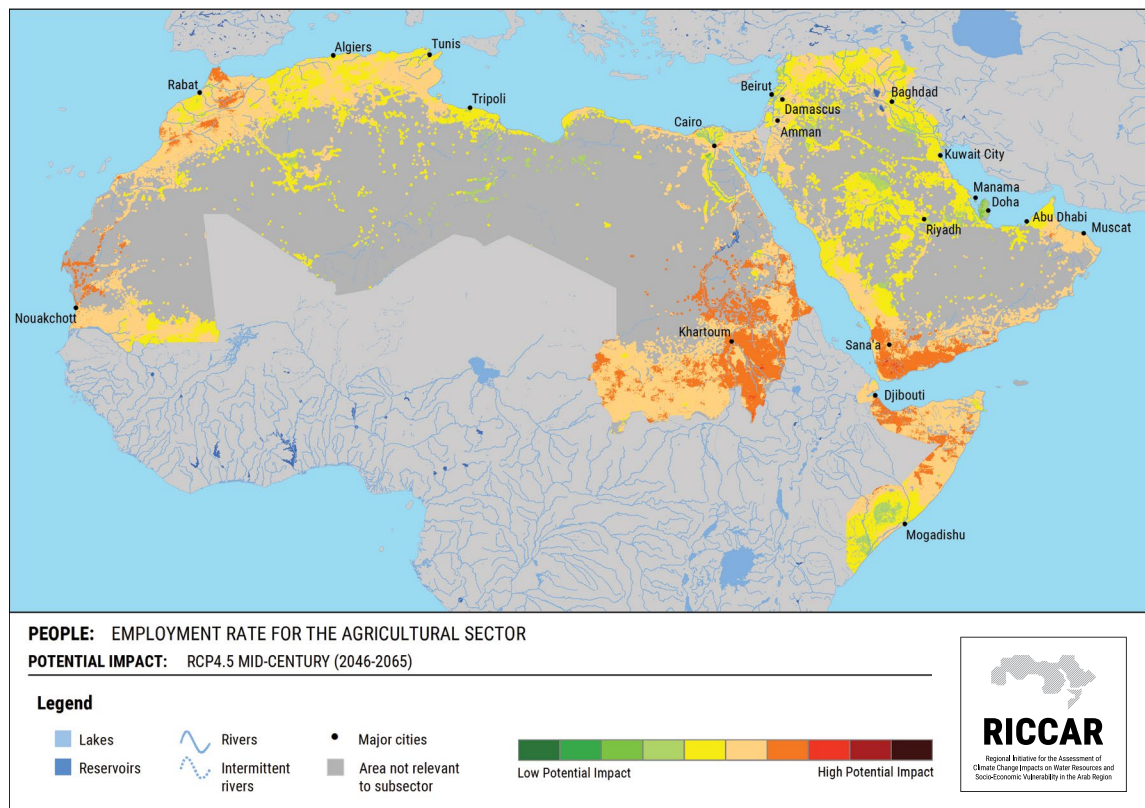 Algiers
Tunis
Rabat
Tripoli
Beirut
Damascus
Baghdad
Cairo
Amman
Kuwait City
Manama
Doha
Riyadh
Abu Dhabi
Muscat
Nouakchott
Khartoum
Sana'a
Djibouti
Mogadishu
PEOPLE: EMPLOYMENT RATE FOR THE AGRICULTURAL SECTOR
POTENTIAL IMPACT: RCP4.5 MID-CENTURY (2046-2065)
Legend
Lakes
Rivers
Major cities
Reservoirs
Intermittent
rivers
Area not relevant
to subsector
Low Potential Impact
High Potential Impact
RICCAR
Regional Initiative for the Assessment of
Climate Change Impacts on Water Resources and
Socio-Economic Vulnerability in the Arab Region